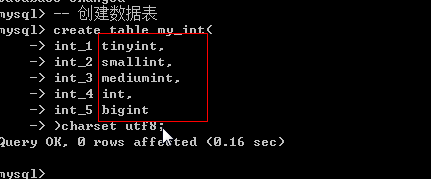 mysql> -- 创建数据表
mysql> create table my_int(
    -> int_1 tinyint,
    -> int_2 smallint,
    -> int_3 mediumint,
    -> int_4 int,
    -> int_5 bigint
    -> )charset utf8;
Query OK, 0 rows affected (0.16 sec)
mysql>